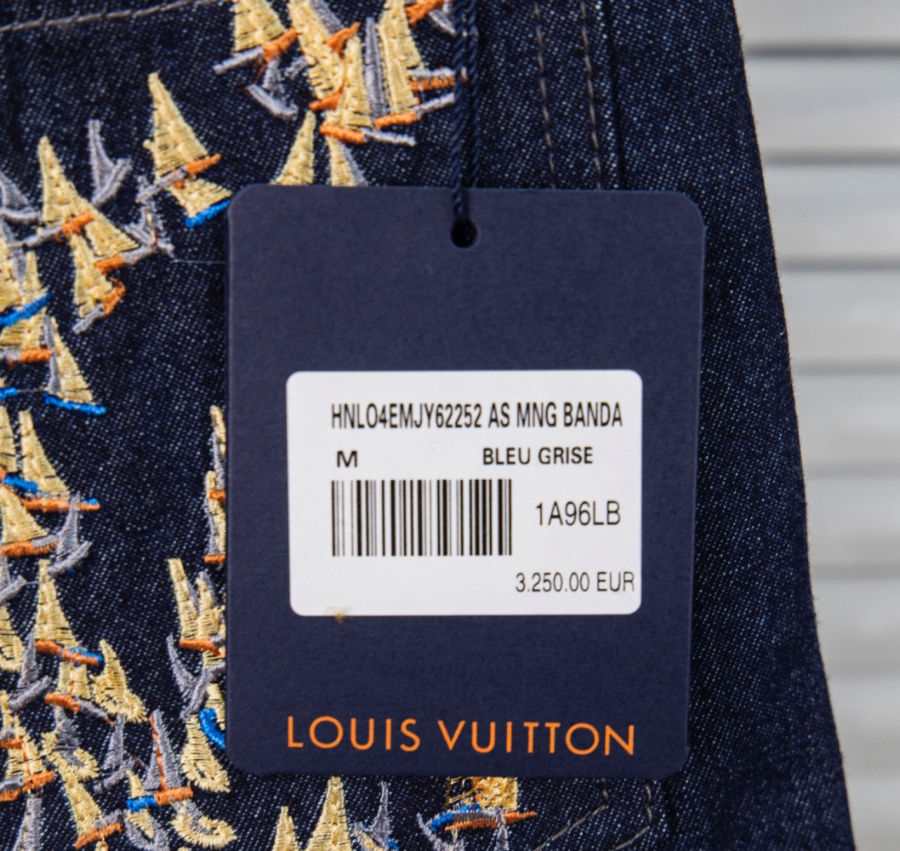 HNLO4EMJY62252 AS MNG BANDA
M BLEU GRISE
1A96LB
3.250.00 EUR
LOUIS VUITTON